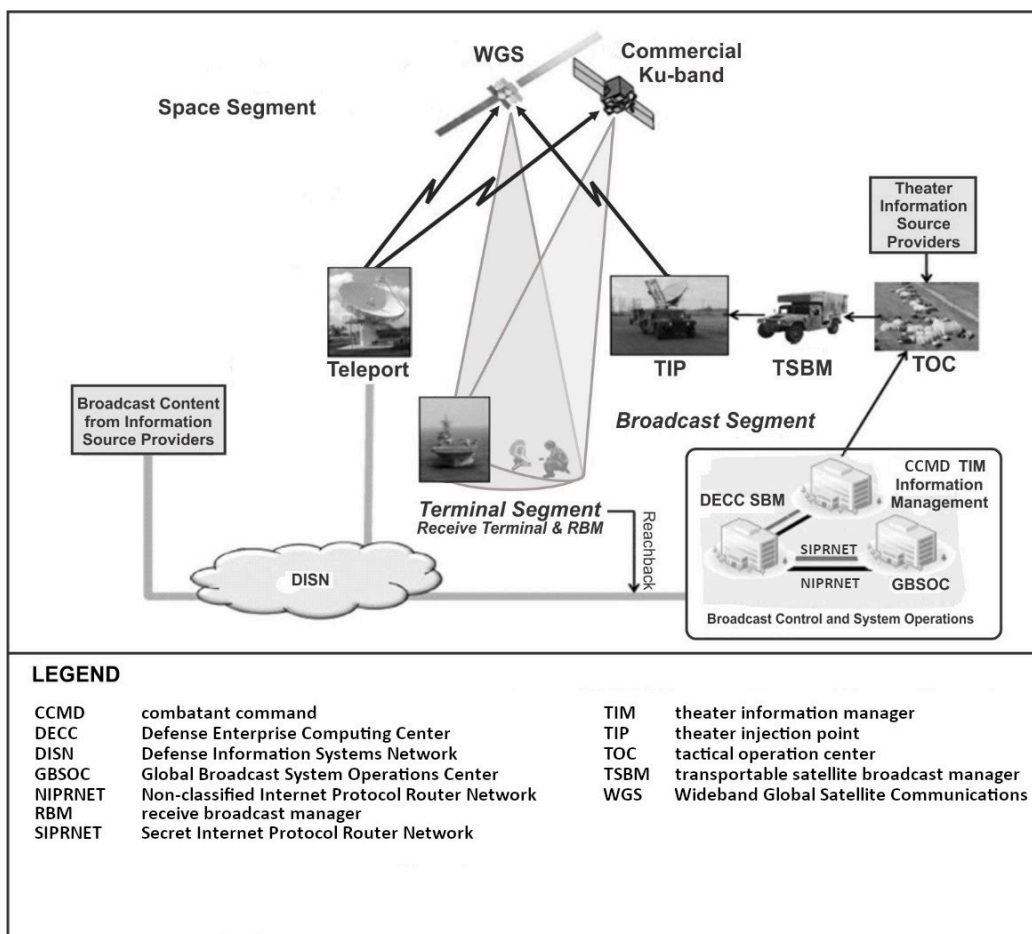 WGS
Commercial
Ku-band
Space Segment
Theater
Information
Source
Providers
Teleport
TIP
TSBM
TOC
Broadcast Content
from Information
Source Providers
Broadcast Segment
Terminal Segment
Receive Terminal & RBM
Reachback
DISN
CCMD TIM
Information
Management
DECC SBM
SIPRNET
NIPRNET
GBSOC
Broadcast Control and System Operations
LEGEND
CCMD combatant command
DECC Defense Enterprise Computing Center
DISN Defense Information Systems Network
GBSOC Global Broadcast System Operations Center
NIPRNET Non-classified Internet Protocol Router Network
RBM receive broadcast manager
SIPRNET Secret Internet Protocol Router Network
TIM theater information manager
TIP theater injection point
TOC tactical operation center
TSBM transportable satellite broadcast manager
WGS Wideband Global Satellite Communications